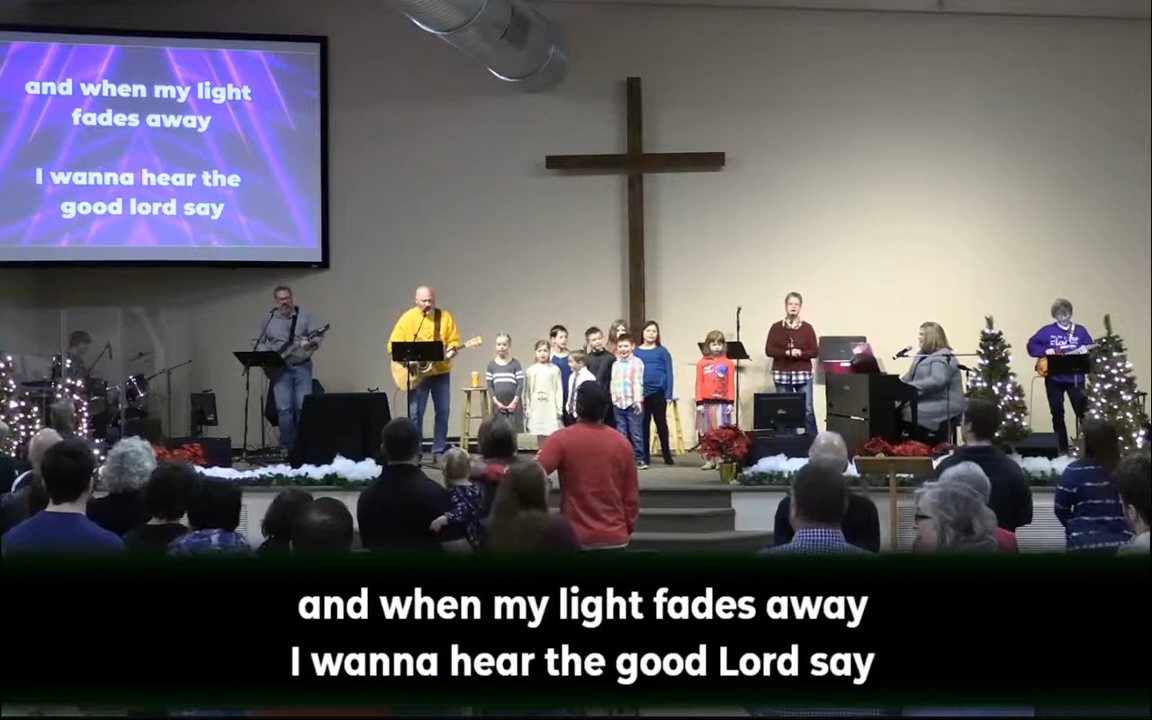 and when my light
fades away
I wanna hear the
good lord say
and when my light fades away
I wanna hear the good Lord say